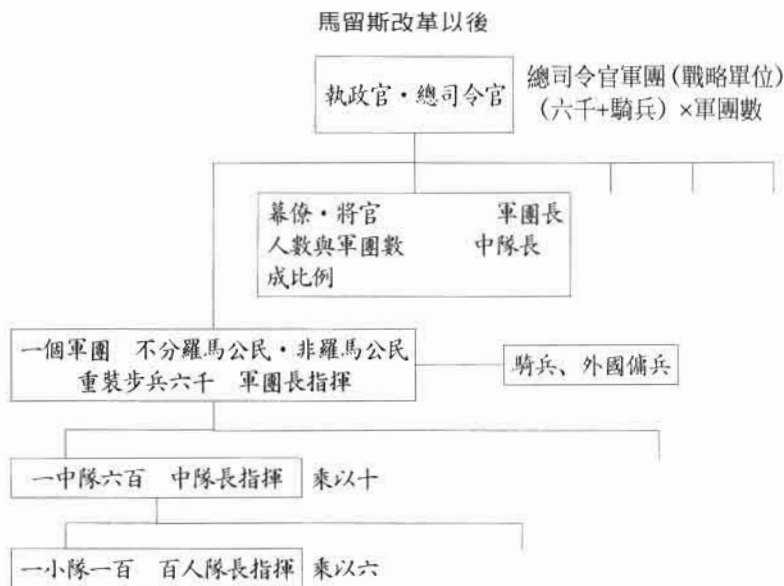 馬留斯改革以後
執政官・總司令官
總司令官軍團(戰略單位)
(六千+騎兵)×軍團數
幕僚・將官 軍團長
人數與軍團數 中隊長
成比例
一個軍團 不分羅馬公民・非羅馬公民
重裝步兵六千 軍團長指揮
騎兵、外國傭兵
一中隊六百 中隊長指揮 乘以十
一小隊一百 百人隊長指揮 乘以六